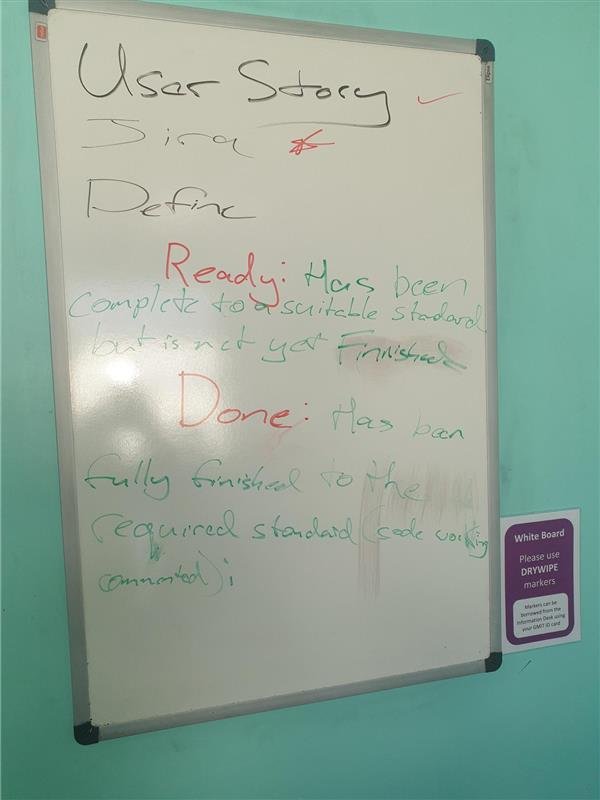 User Story
Jira
Define
Ready: Has been
complete to a suitable standard
but is not yet Finnished
Done: Has been
fully finished to the
required standard (code working
commented);
White Board
Please use
DRYWIPE
markers
Markers can be
borrowed from the
Information Desk using
your GMIT ID card